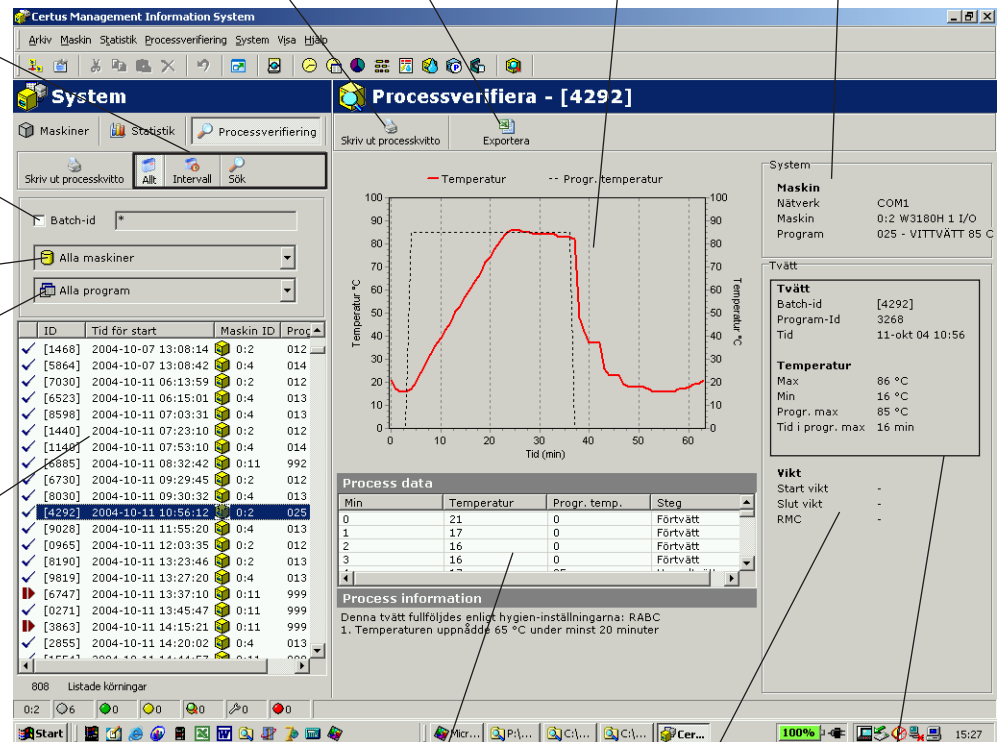 Certus Management Information System
Arkiv Maskin Statistik Processverifiering System Visa Hjälp
System
Maskiner Statistik Processverifiering
Skriv ut processkvitto Allt Intervall Sök
Batch-id *
Alla maskiner
Alla program
ID Tid för start Maskin ID Prog
[1468] 2004-10-07 13:08:14 0:2 012
[5864] 2004-10-07 13:08:42 0:4 014
[7030] 2004-10-11 06:13:59 0:2 012
[6523] 2004-10-11 06:15:01 0:4 013
[8598] 2004-10-11 07:03:31 0:4 013
[1440] 2004-10-11 07:23:10 0:2 012
[1140] 2004-10-11 07:53:10 0:4 014
[6885] 2004-10-11 08:32:42 0:11 992
[6730] 2004-10-11 09:29:45 0:2 012
[8030] 2004-10-11 09:30:32 0:4 013
[4292] 2004-10-11 10:56:12 0:2 025
[9028] 2004-10-11 11:55:20 0:4 013
[0965] 2004-10-11 12:03:35 0:2 012
[8190] 2004-10-11 13:23:46 0:2 013
[9819] 2004-10-11 13:27:20 0:4 013
[6747] 2004-10-11 13:37:10 0:11 999
[0271] 2004-10-11 13:45:47 0:11 999
[3863] 2004-10-11 14:15:21 0:11 999
[2855] 2004-10-11 14:20:02 0:4 013
808 Listade körningar
Processverifiera - [4292]
Skriv ut processkvitto Exportera
Temperatur Progr. temperatur
100
90
80
70
60
50
40
30
20
10
0
Temperatur °C
100
90
80
70
60
50
40
30
20
10
0
Temperatur °C
0 10 20 30 40 50 60
Tid (min)
Process data
Min Temperatur Progr. temp. Steg
0 21 0 Förtvätt
1 17 0 Förtvätt
2 16 0 Förtvätt
3 16 0 Förtvätt
Process information
Denna tvätt fullföljdes enligt hygien-inställningarna: RABC
1. Temperaturen uppnådde 65 °C under minst 20 minuter
System
Maskin
Nätverk COM1
Maskin 0:2 W3180H 1 I/O
Program 025 - VITTVÄTT 85 C
Tvätt
Tvätt
Batch-id [4292]
Program-Id 3268
Tid 11-okt 04 10:56
Temperatur
Max 86 °C
Min 16 °C
Progr. max 85 °C
Tid i progr. max 16 min
Vikt
Start vikt -
Slut vikt -
RMC -
0:2 6 0 0 0 0 0
Start Micr... P:\... C:\... C:\... Cer... 100% 15:27